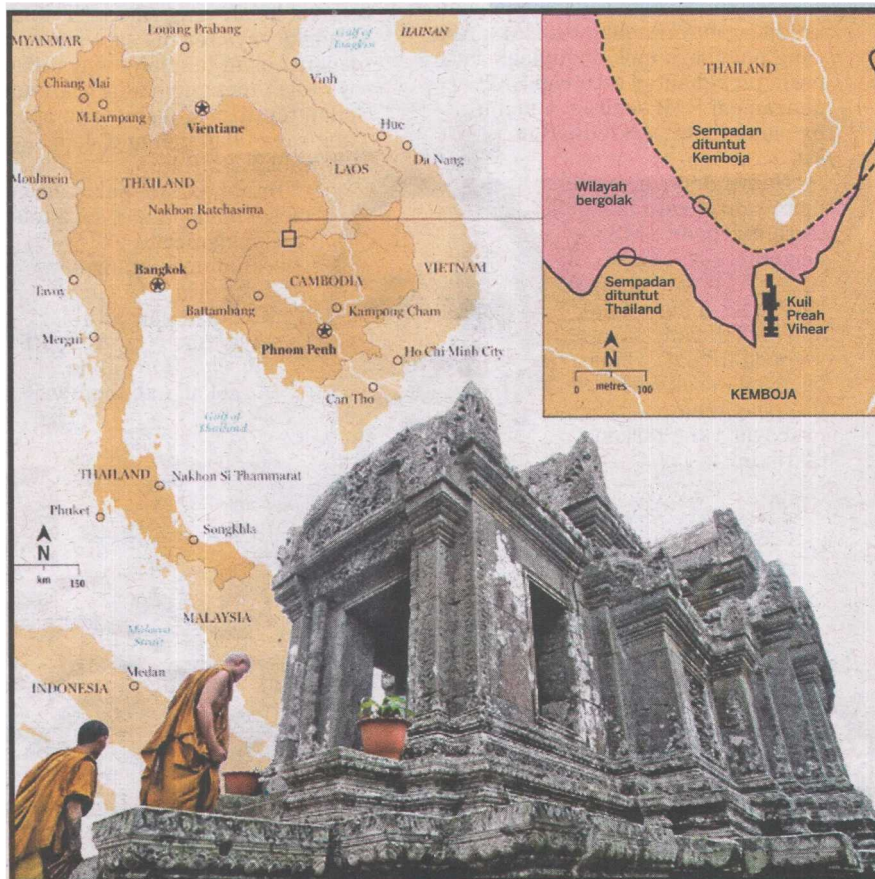 MYANMAR
Louang Prabang
Gulf of
Tongkin
HAINAN
Chiang Mai
M.Lampang
Vientiane
Vinh
Hue
Da Nang
LAOS
THAILAND
Moulmein
Nakhon Ratchasima
Bangkok
Tavoy
CAMBODIA
VIETNAM
Battambang
Kampong Cham
Mergui
Phnom Penh
Ho Chi Minh City
Can Tho
Gulf of
Thailand
THAILAND
Nakhon Si Thammarat
Phuket
Songkhla
N
km 150
MALAYSIA
Malacca
Strait
Medan
INDONESIA
THAILAND
Sempadan
dituntut
Kemboja
Wilayah
bergolak
Sempadan
dituntut
Thailand
Kuil
Preah
Vihear
N
0 metres 100
KEMBOJA